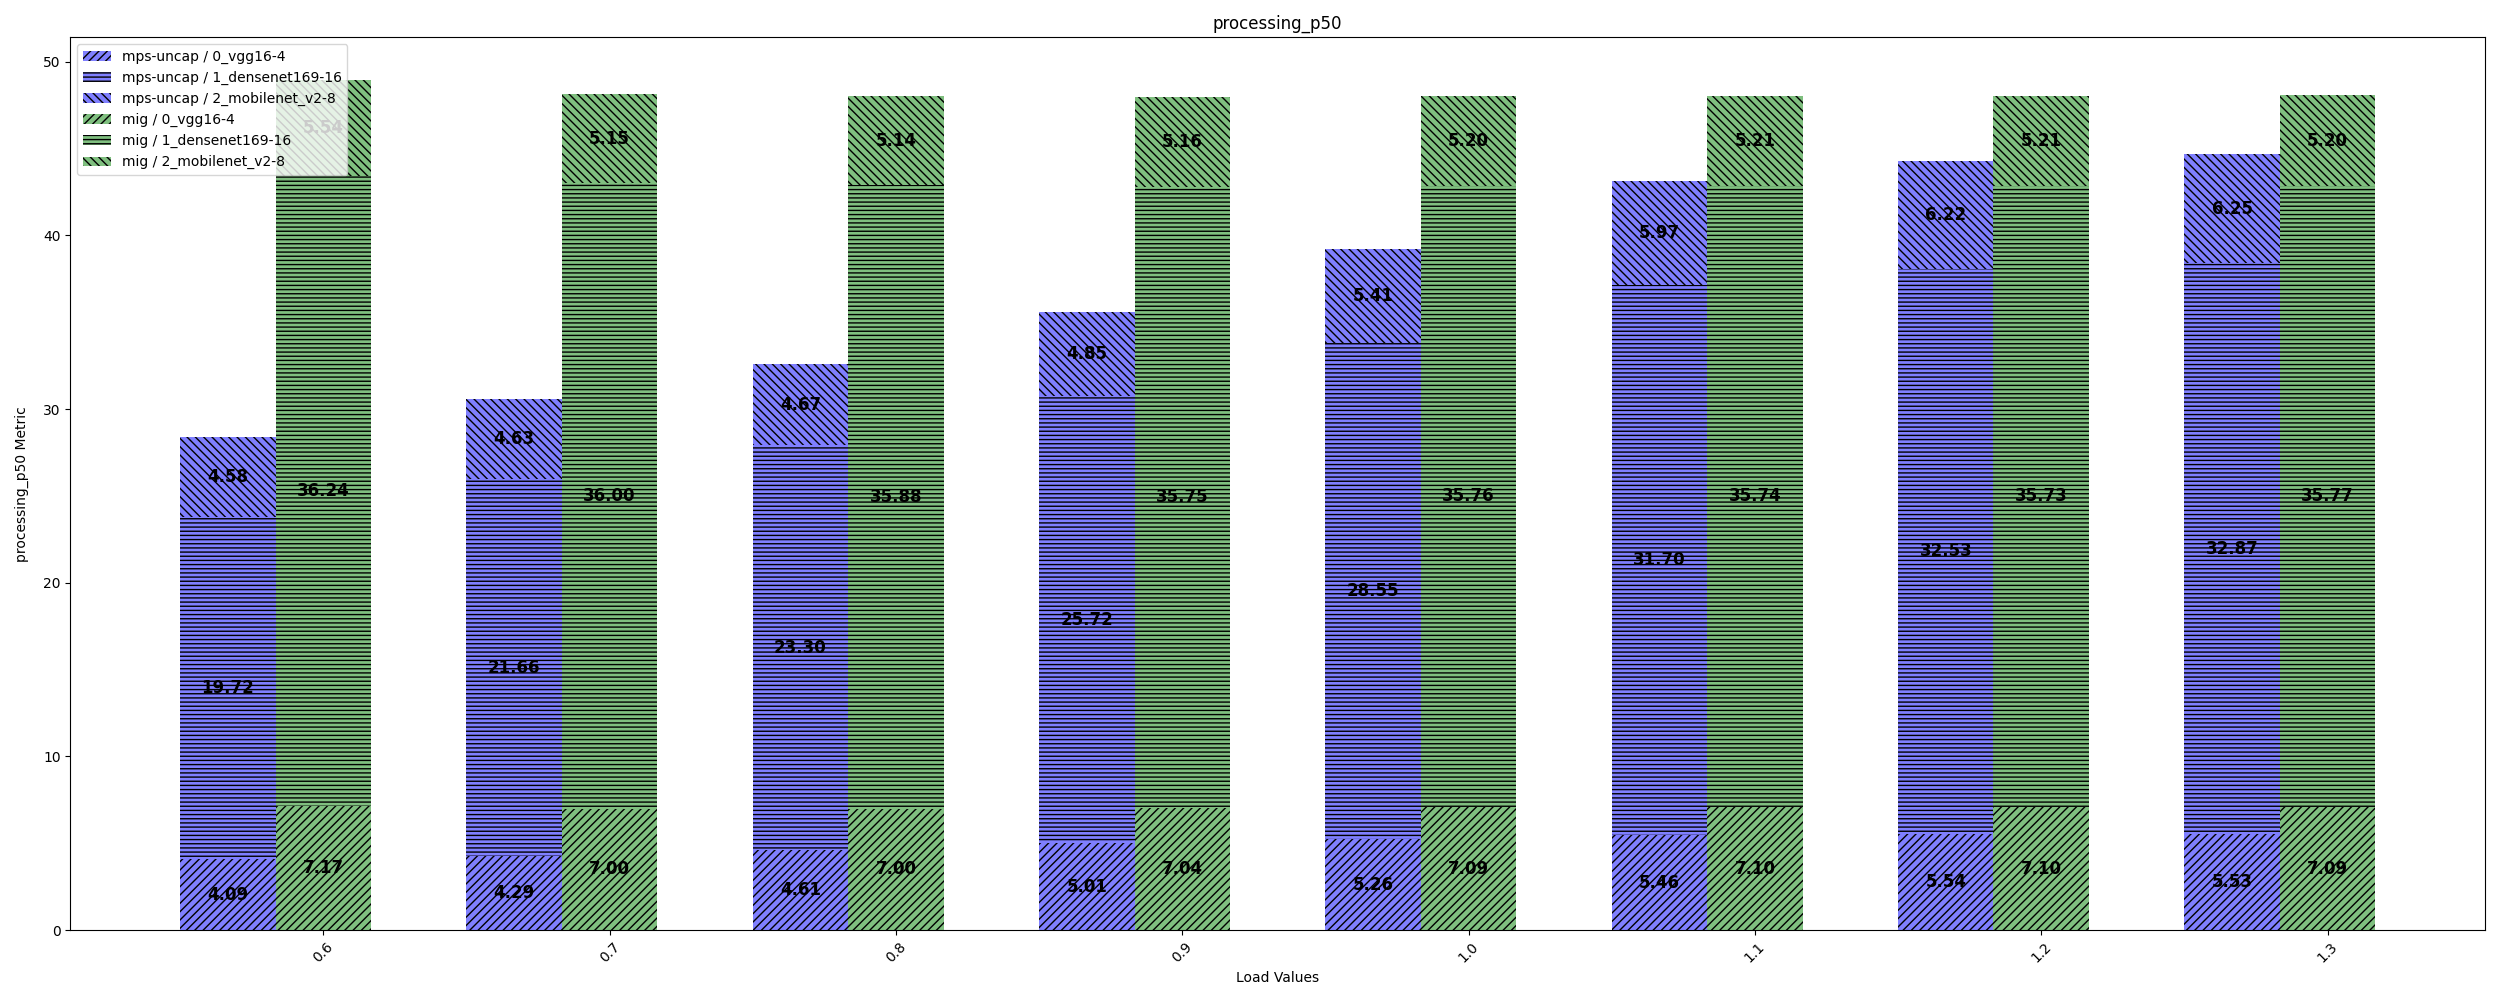 processing_p50
mps-uncap / 0_vgg16-4
mps-uncap / 1_densenet169-16
mps-uncap / 2_mobilenet_v2-8
mig / 0_vgg16-4
mig / 1_densenet169-16
mig / 2_mobilenet_v2-8
processing_p50 Metric
50
40
30
20
10
0
5.54 5.15 5.14 5.16 5.20 5.21 5.21 5.20
4.58 4.63 4.67 4.85 5.41 5.97 6.22 6.25
36.24 36.00 35.88 35.75 35.76 35.74 35.73 35.77
19.72 21.66 23.30 25.72 28.55 31.70 32.53 32.87
7.17 7.00 7.00 7.04 7.09 7.10 7.10 7.09
4.09 4.29 4.61 5.01 5.26 5.46 5.54 5.53
0.6 0.7 0.8 0.9 1.0 1.1 1.2 1.3
Load Values